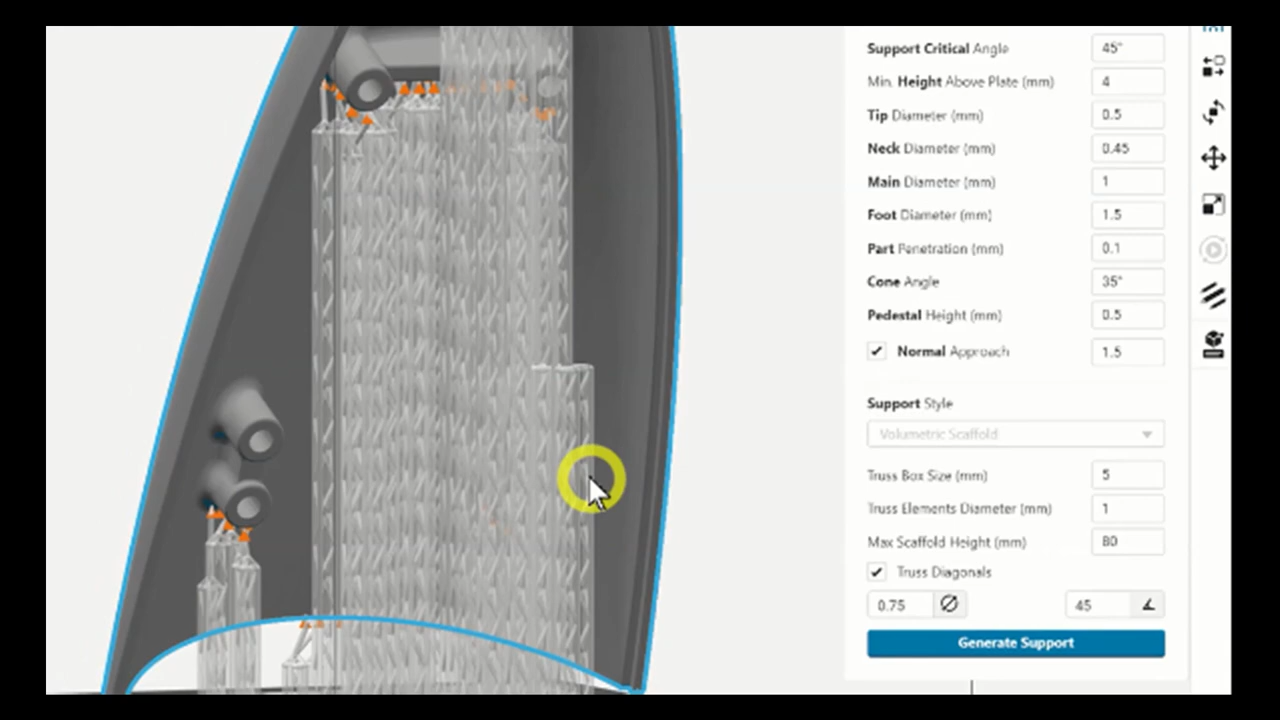 Support Critical Angle 45°
Min. Height Above Plate (mm) 4
Tip Diameter (mm) 0.5
Neck Diameter (mm) 0.45
Main Diameter (mm) 1
Foot Diameter (mm) 1.5
Part Penetration (mm) 0.1
Cone Angle 35°
Pedestal Height (mm) 0.5
Normal Approach 1.5
Support Style
Volumetric Scaffold
Truss Box Size (mm) 5
Truss Elements Diameter (mm) 1
Max Scaffold Height (mm) 80
Truss Diagonals
0.75 45
Generate Support